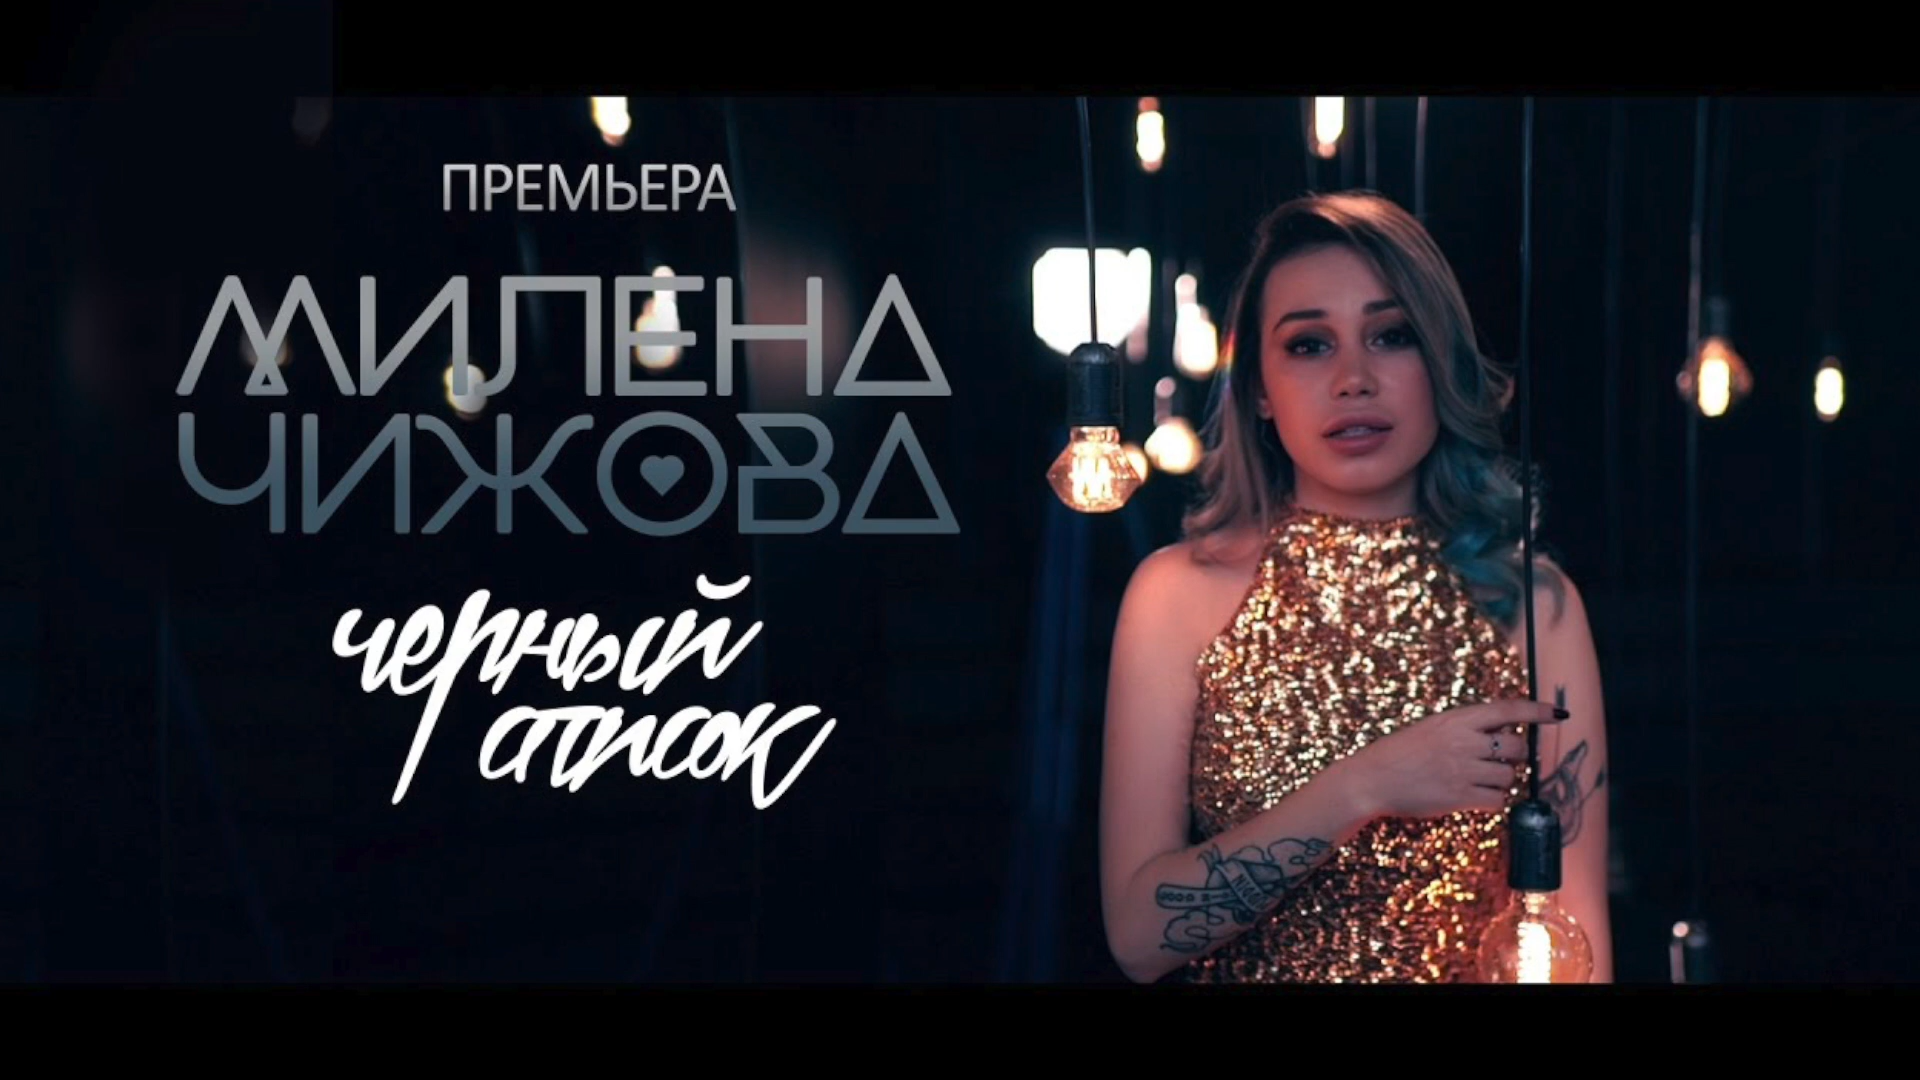 ПРЕМЬЕРА
МИЛЕНА
ЧИЖОВА
черный
список